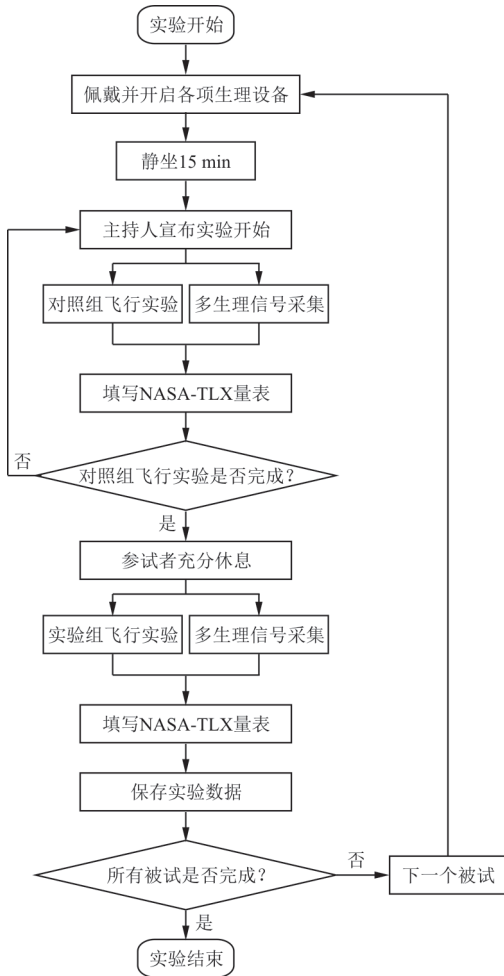 实验开始
佩戴并开启各项生理设备
静坐15 min
主持人宣布实验开始
对照组飞行实验
多生理信号采集
填写NASA-TLX量表
否
对照组飞行实验是否完成?
是
参试者充分休息
实验组飞行实验
多生理信号采集
填写NASA-TLX量表
保存实验数据
所有被试是否完成?
否
下一个被试
是
实验结束